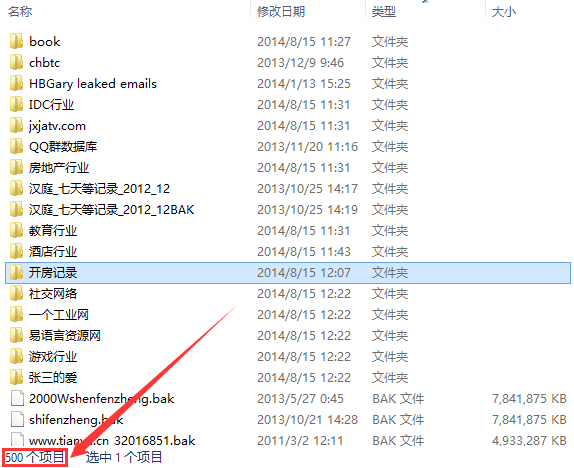 名称 修改日期 类型 大小
book 2014/8/15 11:27 文件夹
chbtc 2013/12/9 9:46 文件夹
HBGary leaked emails 2014/1/13 15:25 文件夹
IDC行业 2014/8/15 11:31 文件夹
jxjatv.com 2014/8/15 11:31 文件夹
QQ群数据库 2013/11/20 11:16 文件夹
房地产行业 2014/8/15 11:31 文件夹
汉庭_七天等记录_2012_12 2013/10/25 14:17 文件夹
汉庭_七天等记录_2012_12BAK 2013/10/25 14:19 文件夹
教育行业 2014/8/15 11:31 文件夹
酒店行业 2014/8/15 11:43 文件夹
开房记录 2014/8/15 12:07 文件夹
社交网络 2014/8/15 12:22 文件夹
一个工业网 2014/8/15 12:22 文件夹
易语言资源网 2014/8/15 12:22 文件夹
游戏行业 2014/8/15 12:22 文件夹
张三的爱 2014/8/15 12:22 文件夹
2000Wshenfenzheng.bak 2013/5/27 0:45 BAK 文件 7,841,875 KB
shifenzheng.bak 2013/10/21 14:28 BAK 文件 7,841,875 KB
www.tianya.cn_32016851.bak 2011/3/2 12:11 BAK 文件 4,933,287 KB
500 个项目 选中 1 个项目